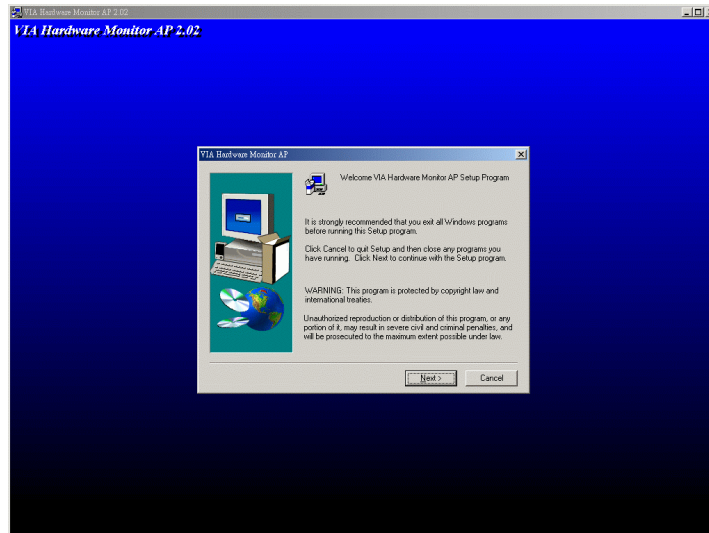 VIA Hardware Monitor AP 2.02
VIA Hardware Monitor AP 2.02
VIA Hardware Monitor AP
Welcome VIA Hardware Monitor AP Setup Program
It is strongly recommended that you exit all Windows programs
before running this Setup program.
Click Cancel to quit Setup and then close any programs you
have running. Click Next to continue with the Setup program.
WARNING: This program is protected by copyright law and
international treaties.
Unauthorized reproduction or distribution of this program, or any
portion of it, may result in severe civil and criminal penalties, and
will be prosecuted to the maximum extent possible under law.
Next >
Cancel